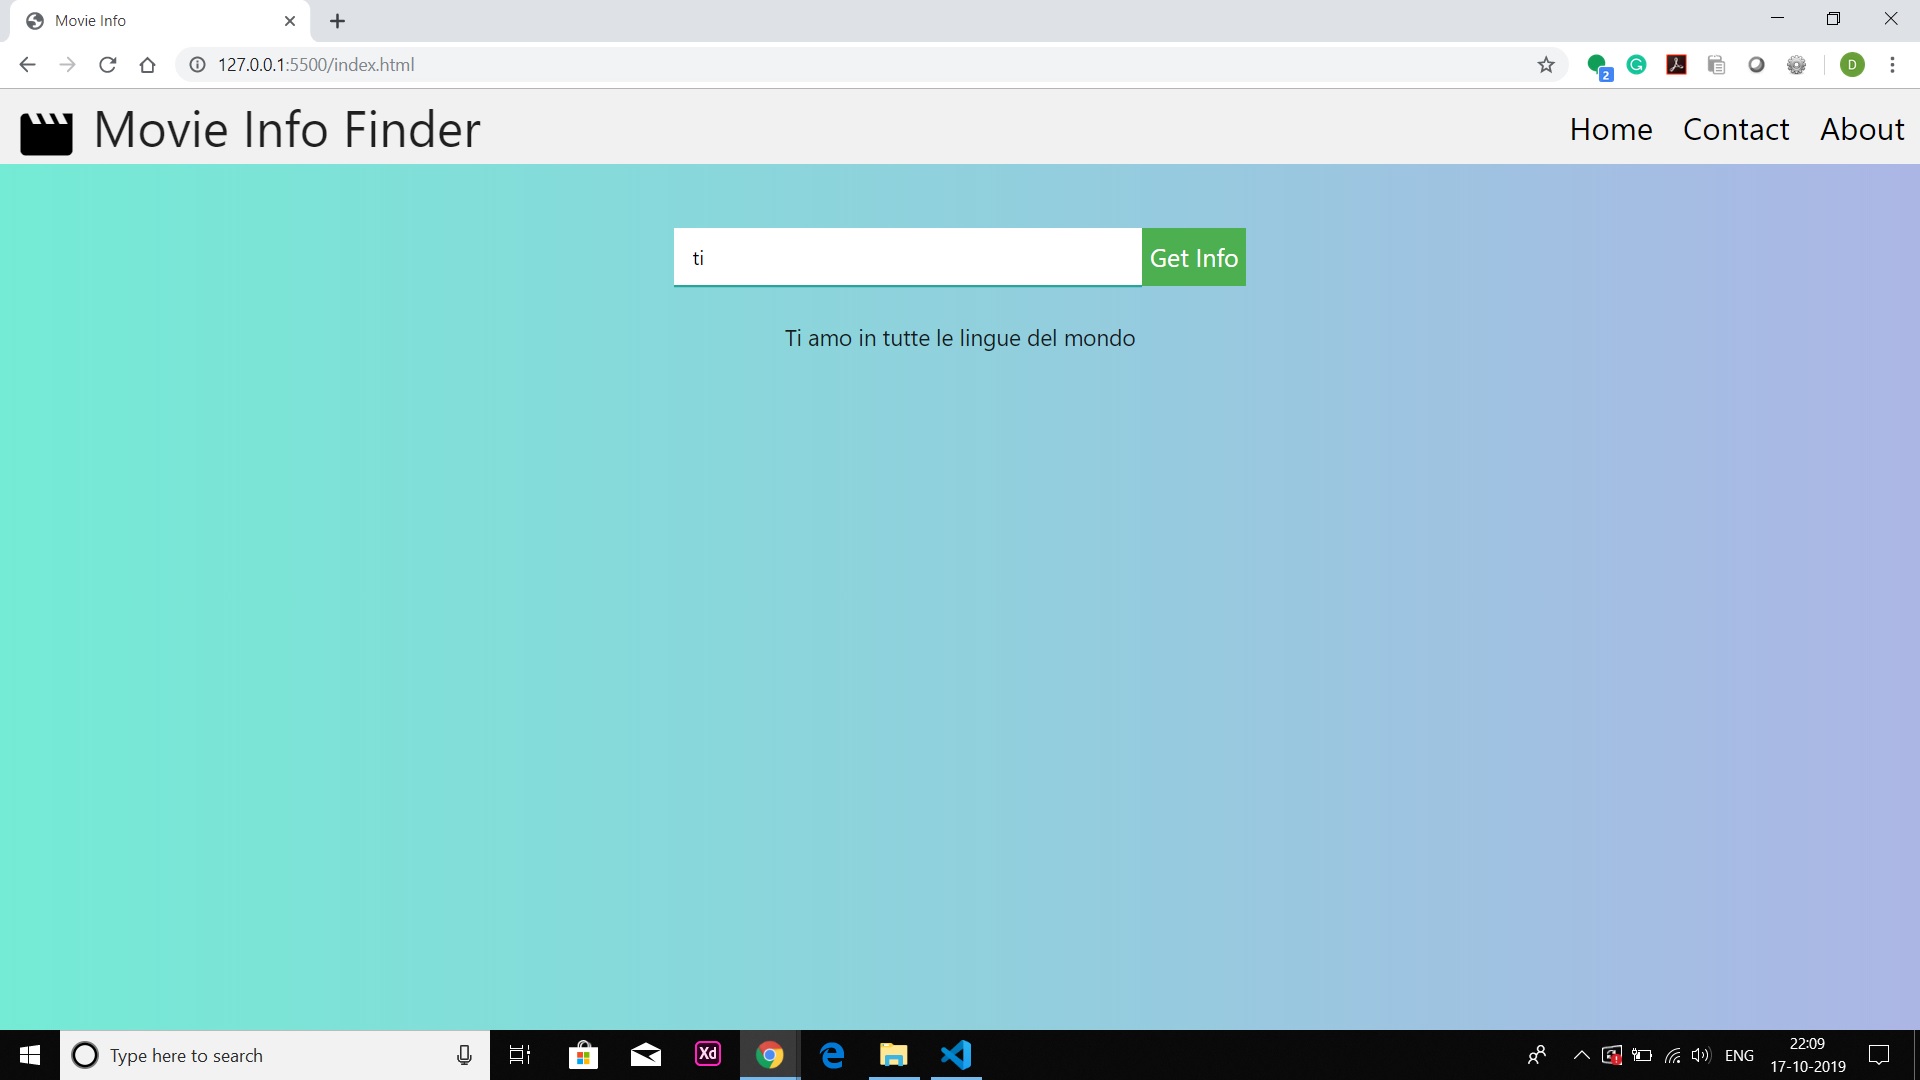 Movie Info
127.0.0.1:5500/index.html
2
D
Movie Info Finder
Home Contact About
ti
Get Info
Ti amo in tutte le lingue del mondo
Type here to search
Xd
ENG
22:09
17-10-2019